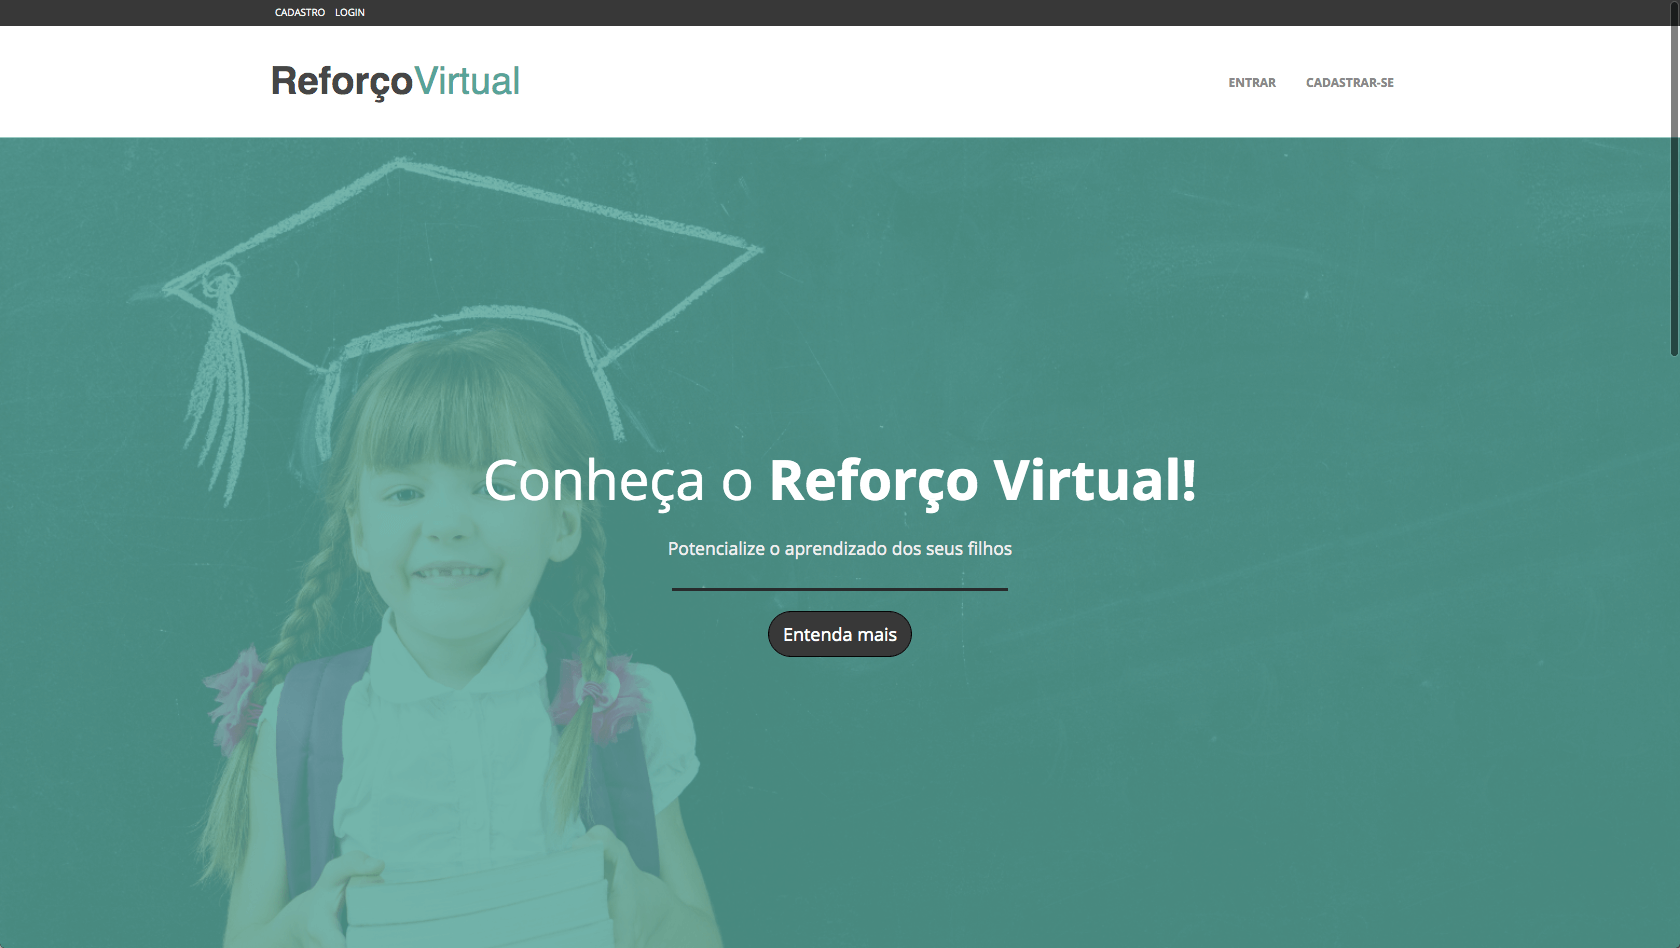 CADASTRO LOGIN
ReforçoVirtual
ENTRAR CADASTRAR-SE
Conheça o Reforço Virtual!
Potencialize o aprendizado dos seus filhos
Entenda mais